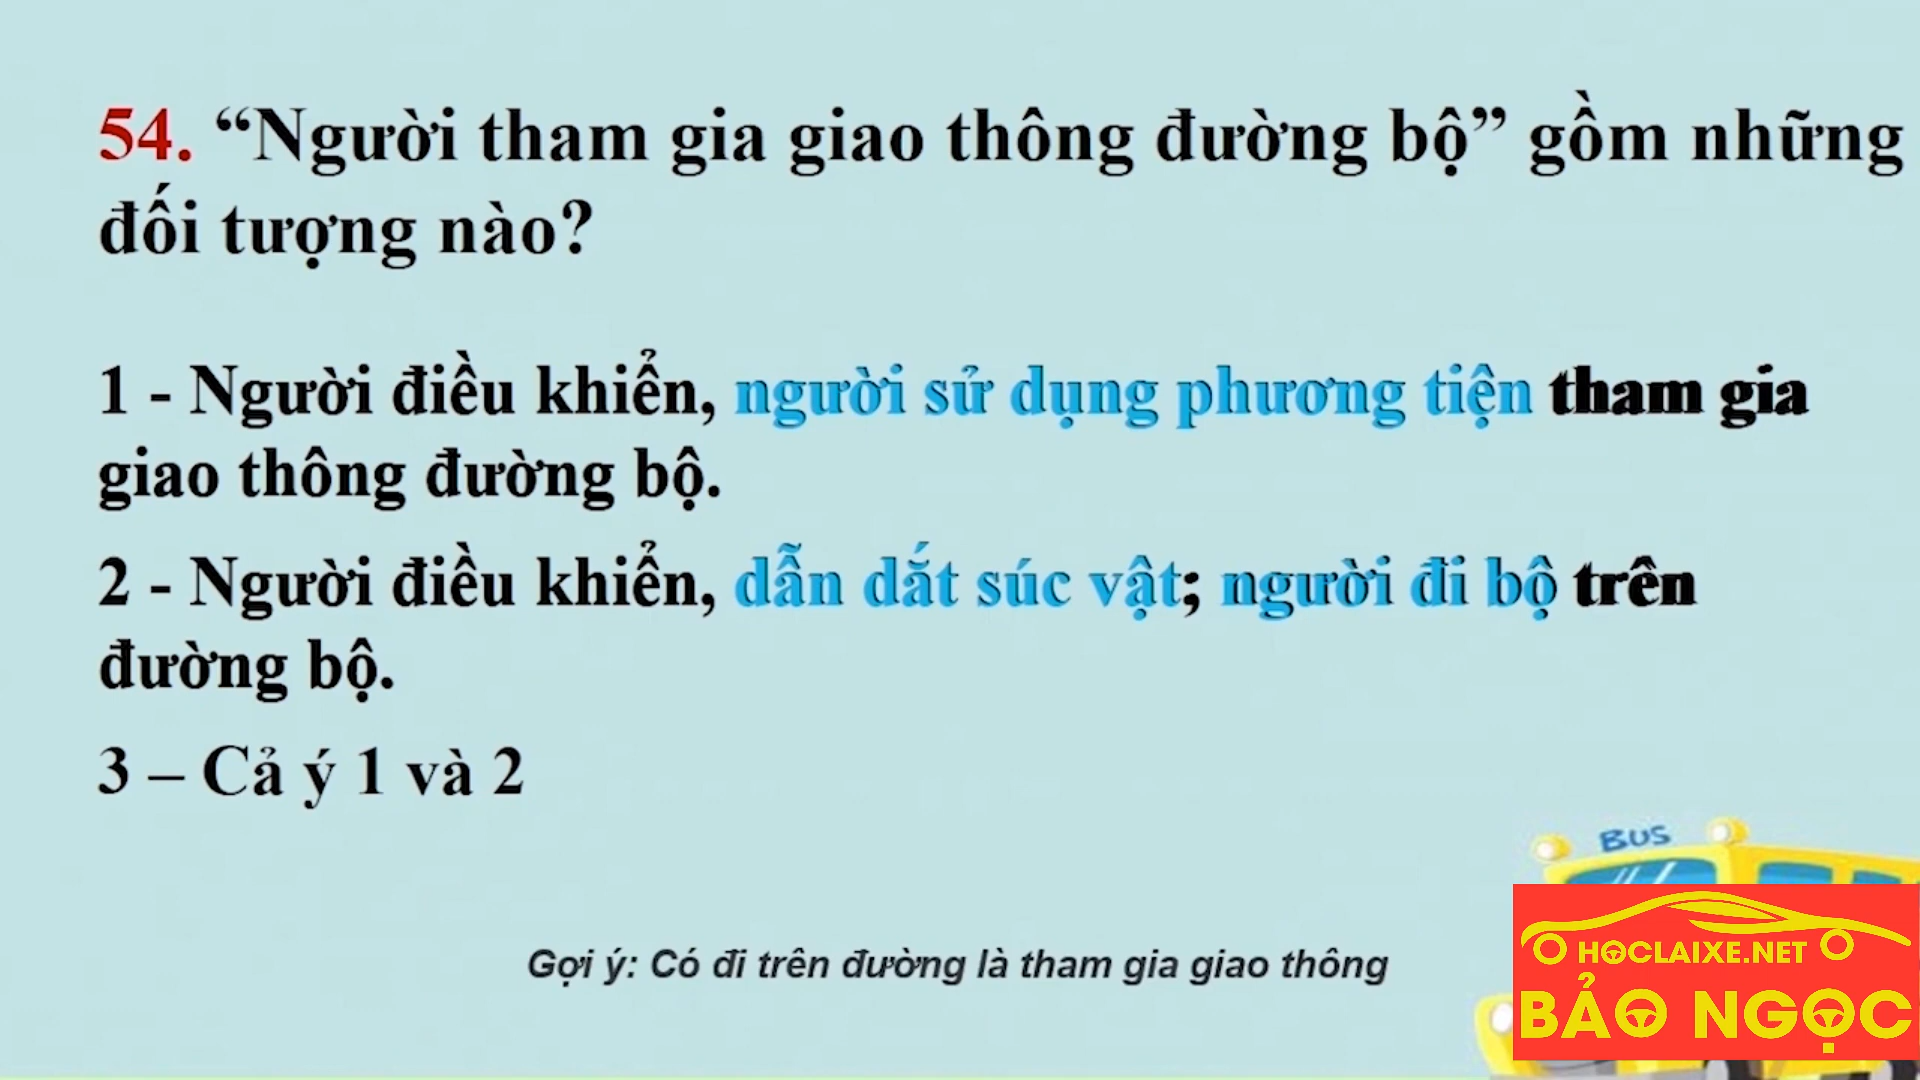 54. “Người tham gia giao thông đường bộ” gồm những
đối tượng nào?
1 - Người điều khiển, người sử dụng phương tiện tham gia
giao thông đường bộ.
2 - Người điều khiển, dẫn dắt súc vật; người đi bộ trên
đường bộ.
3 – Cả ý 1 và 2
BUS
Gợi ý: Có đi trên đường là tham gia giao thông
HỌCLAIXE.NET
BẢO NGỌC